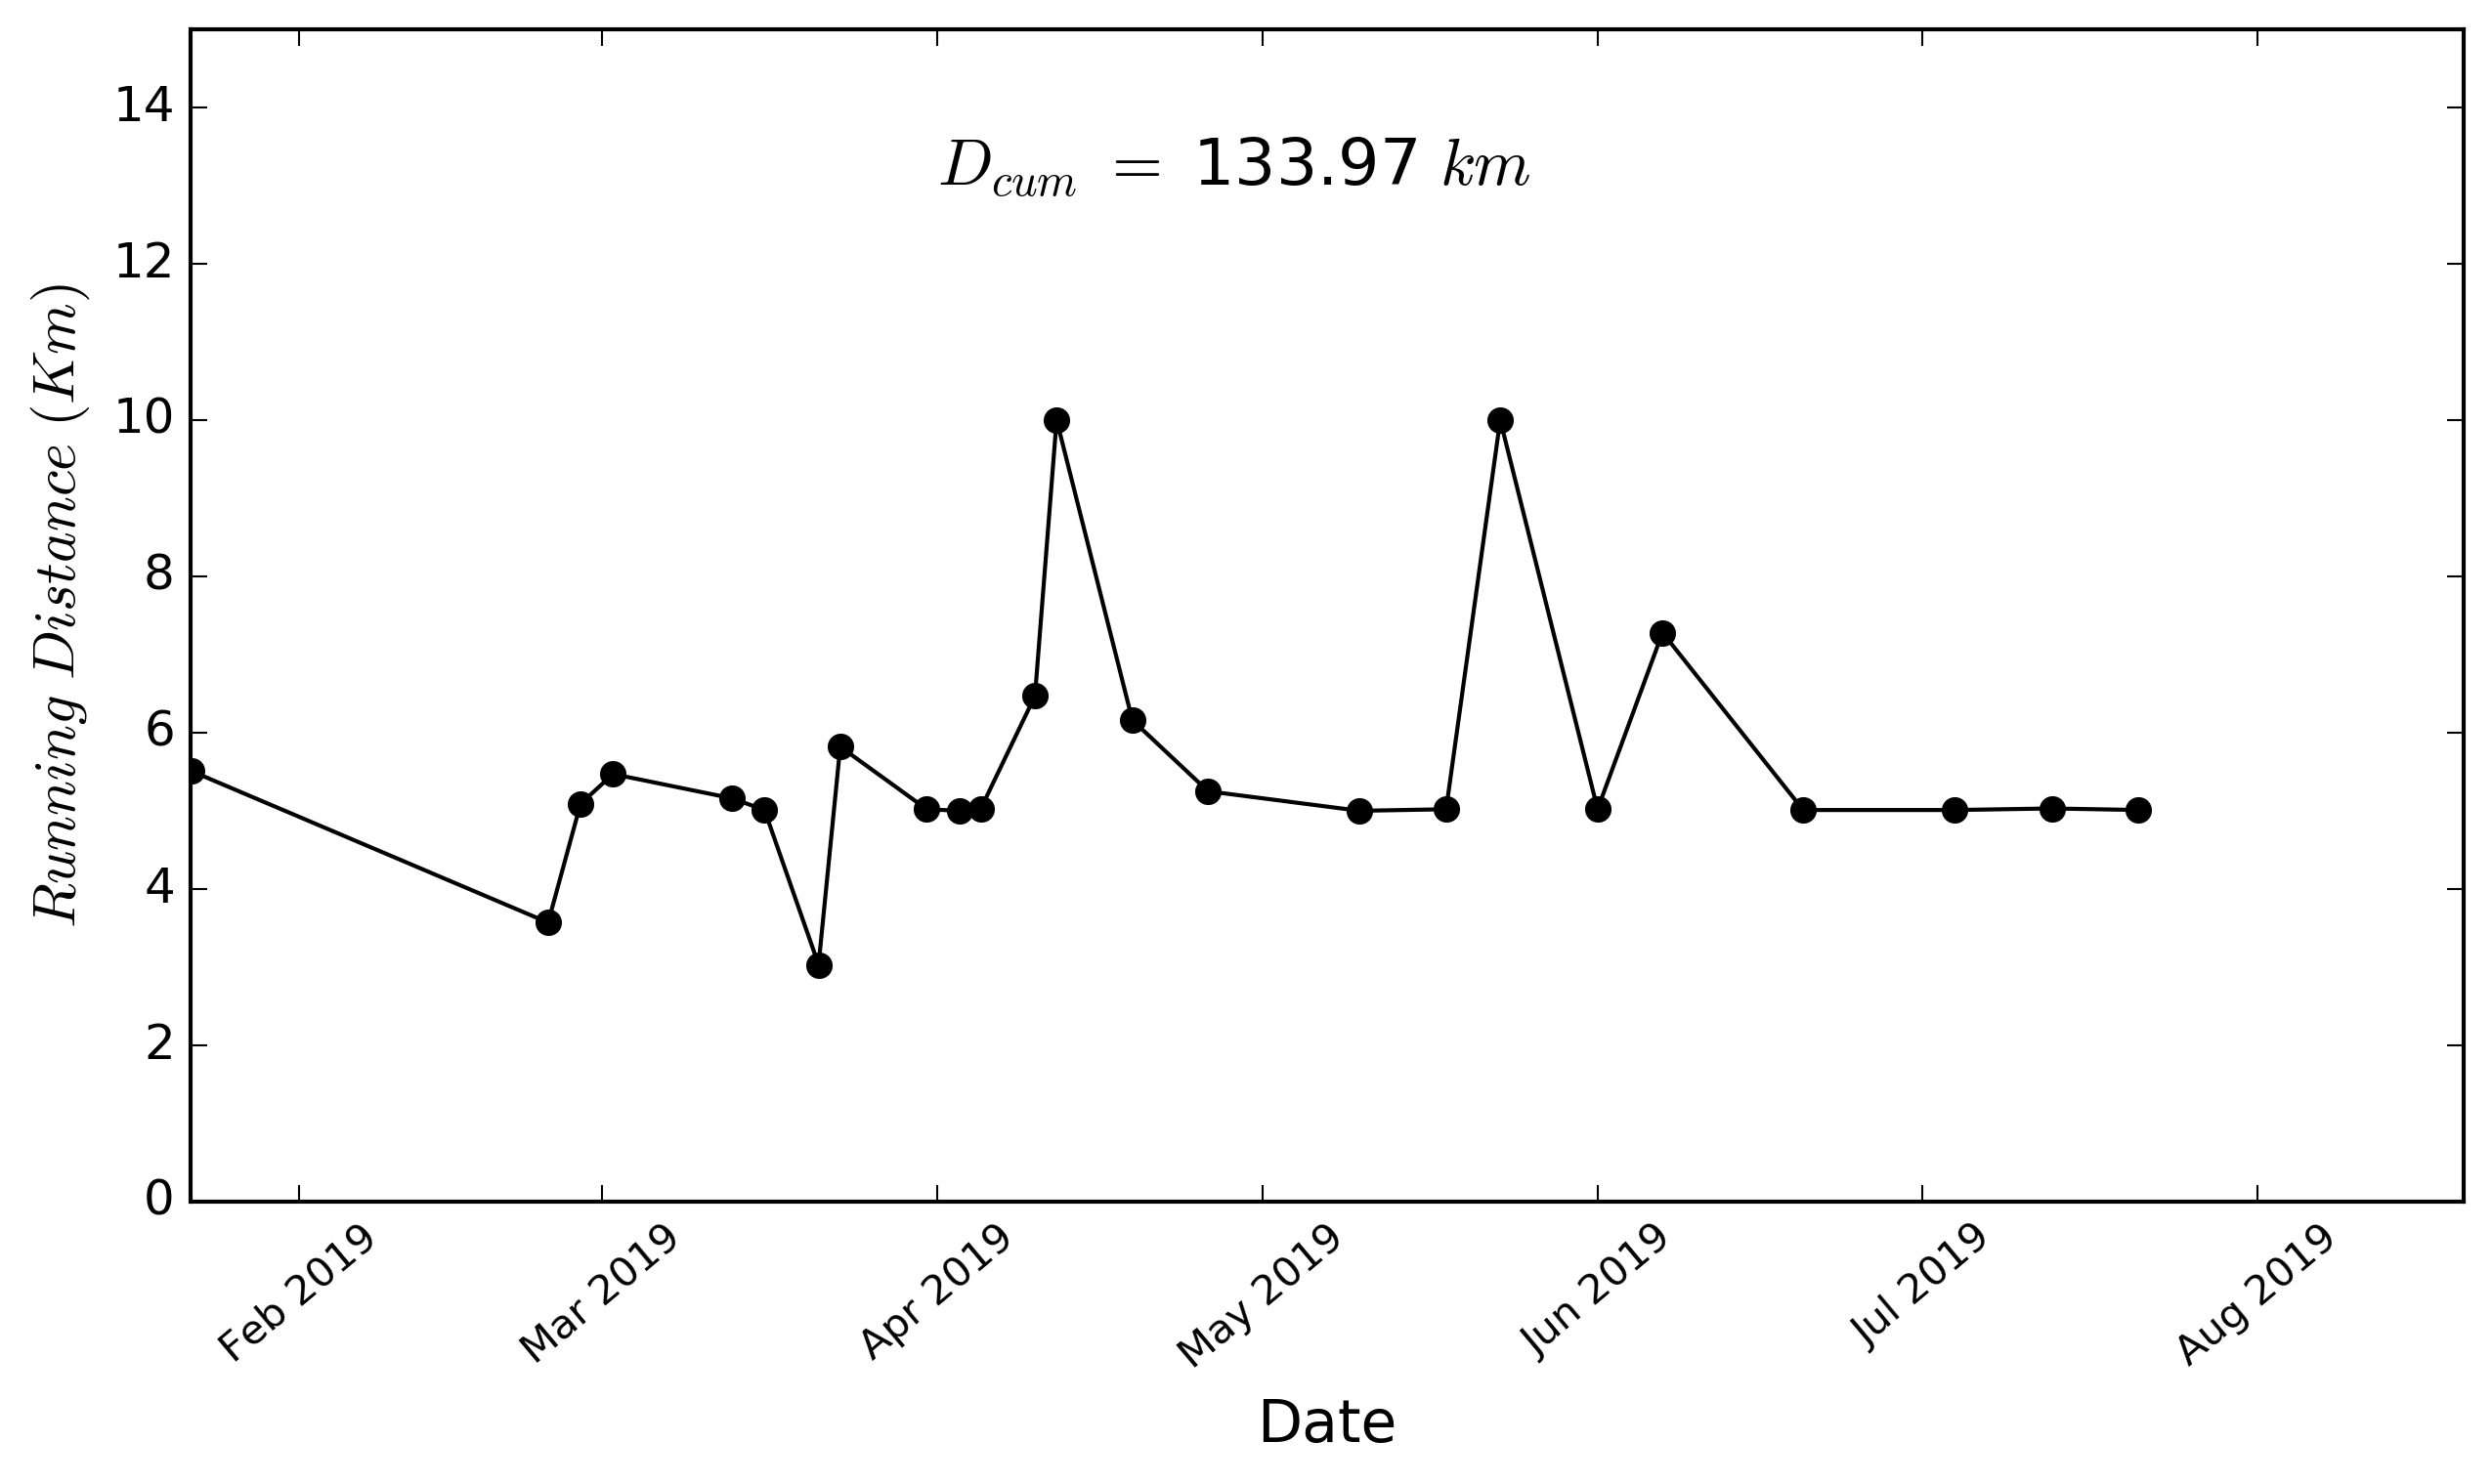 D_cum = 133.97 km
Running Distance (Km)
14
12
10
8
6
4
2
0
Feb 2019
Mar 2019
Apr 2019
May 2019
Jun 2019
Jul 2019
Aug 2019
Date